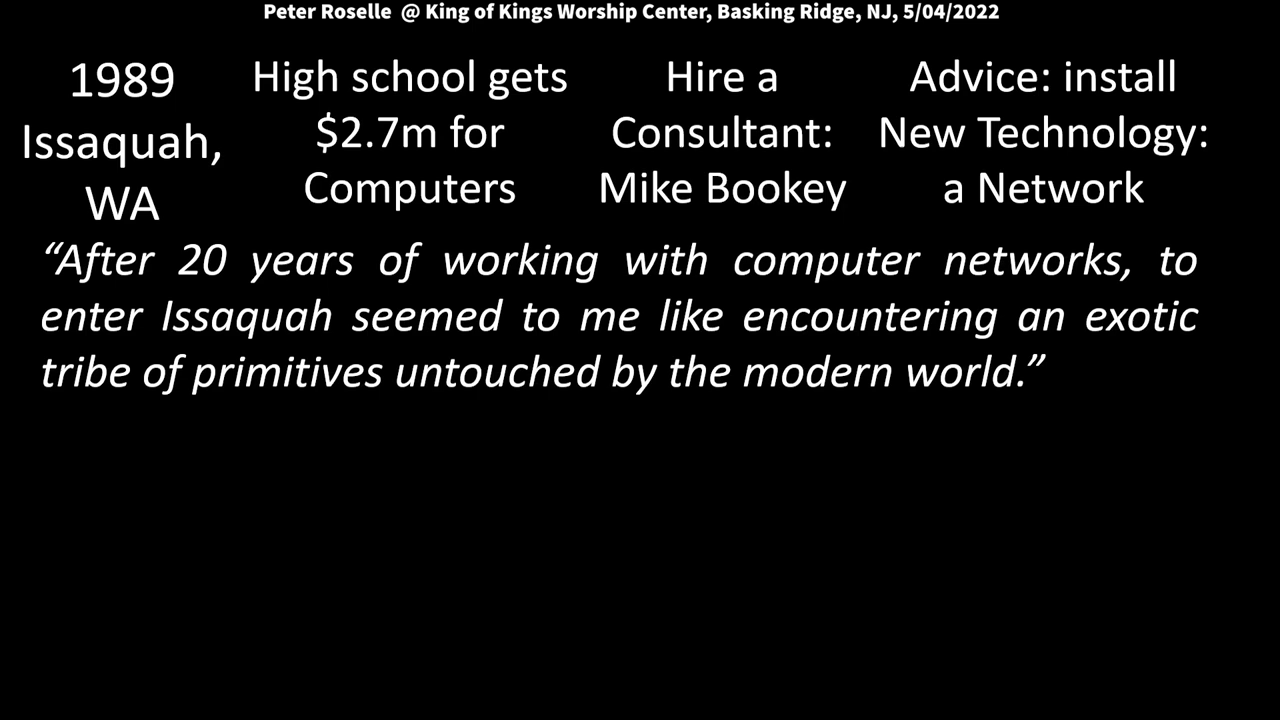 Peter Roselle @ King of Kings Worship Center, Basking Ridge, NJ, 5/04/2022
1989
Issaquah,
WA
High school gets
$2.7m for
Computers
Hire a
Consultant:
Mike Bookey
Advice: install
New Technology:
a Network
“After 20 years of working with computer networks, to
enter Issaquah seemed to me like encountering an exotic
tribe of primitives untouched by the modern world.”